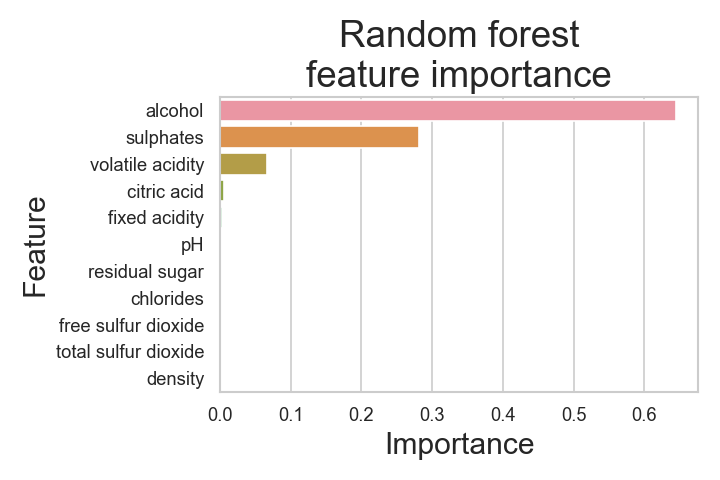 Random forest
feature importance
Feature
alcohol
sulphates
volatile acidity
citric acid
fixed acidity
pH
residual sugar
chlorides
free sulfur dioxide
total sulfur dioxide
density
0.0 0.1 0.2 0.3 0.4 0.5 0.6
Importance